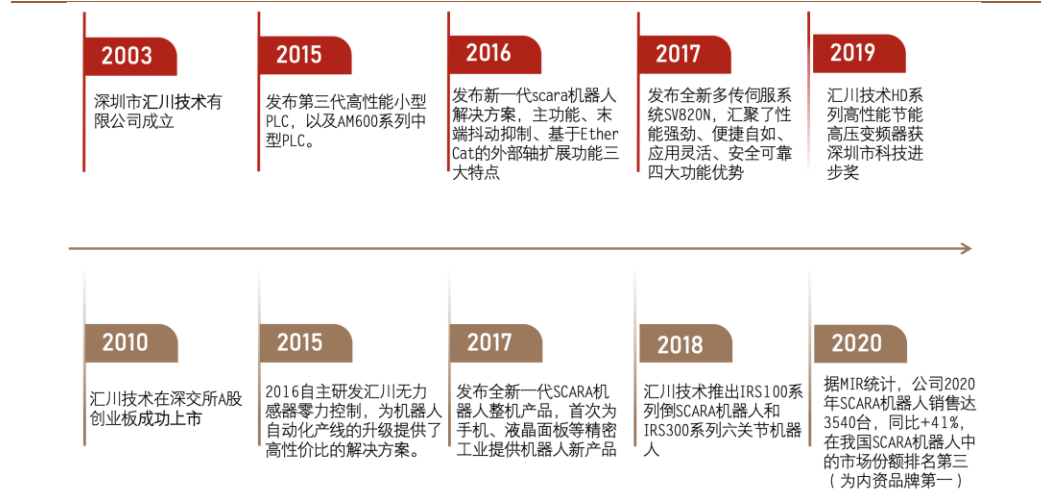 2003
深圳市汇川技术有
限公司成立
2015
发布第三代高性能小型
PLC，以及AM600系列中
型PLC。
2016
发布新一代scara机器人
解决方案，主功能、末
端抖动抑制、基于Ether
Cat的外部轴扩展功能三
大特点
2017
发布全新多传伺服系
统SV820N，汇聚了性
能强劲、便捷自如、
应用灵活、安全可靠
四大功能优势
2019
汇川技术HD系
列高性能节能
高压变频器获
深圳市科技进
步奖
2010
汇川技术在深交所A股
创业板成功上市
2015
2016自主研发汇川无力
感器零力控制，为机器人
自动化产线的升级提供了
高性价比的解决方案。
2017
发布全新一代SCARA机
器人整机产品，首次为
手机、液晶面板等精密
工业提供机器人新产品
2018
汇川技术推出IRS100系
列倒SCARA机器人和
IRS300系列六关节机器
人
2020
据MIR统计，公司2020
年SCARA机器人销售达
3540台，同比+41%，
在我国SCARA机器人中
的市场份额排名第三
（为内资品牌第一）